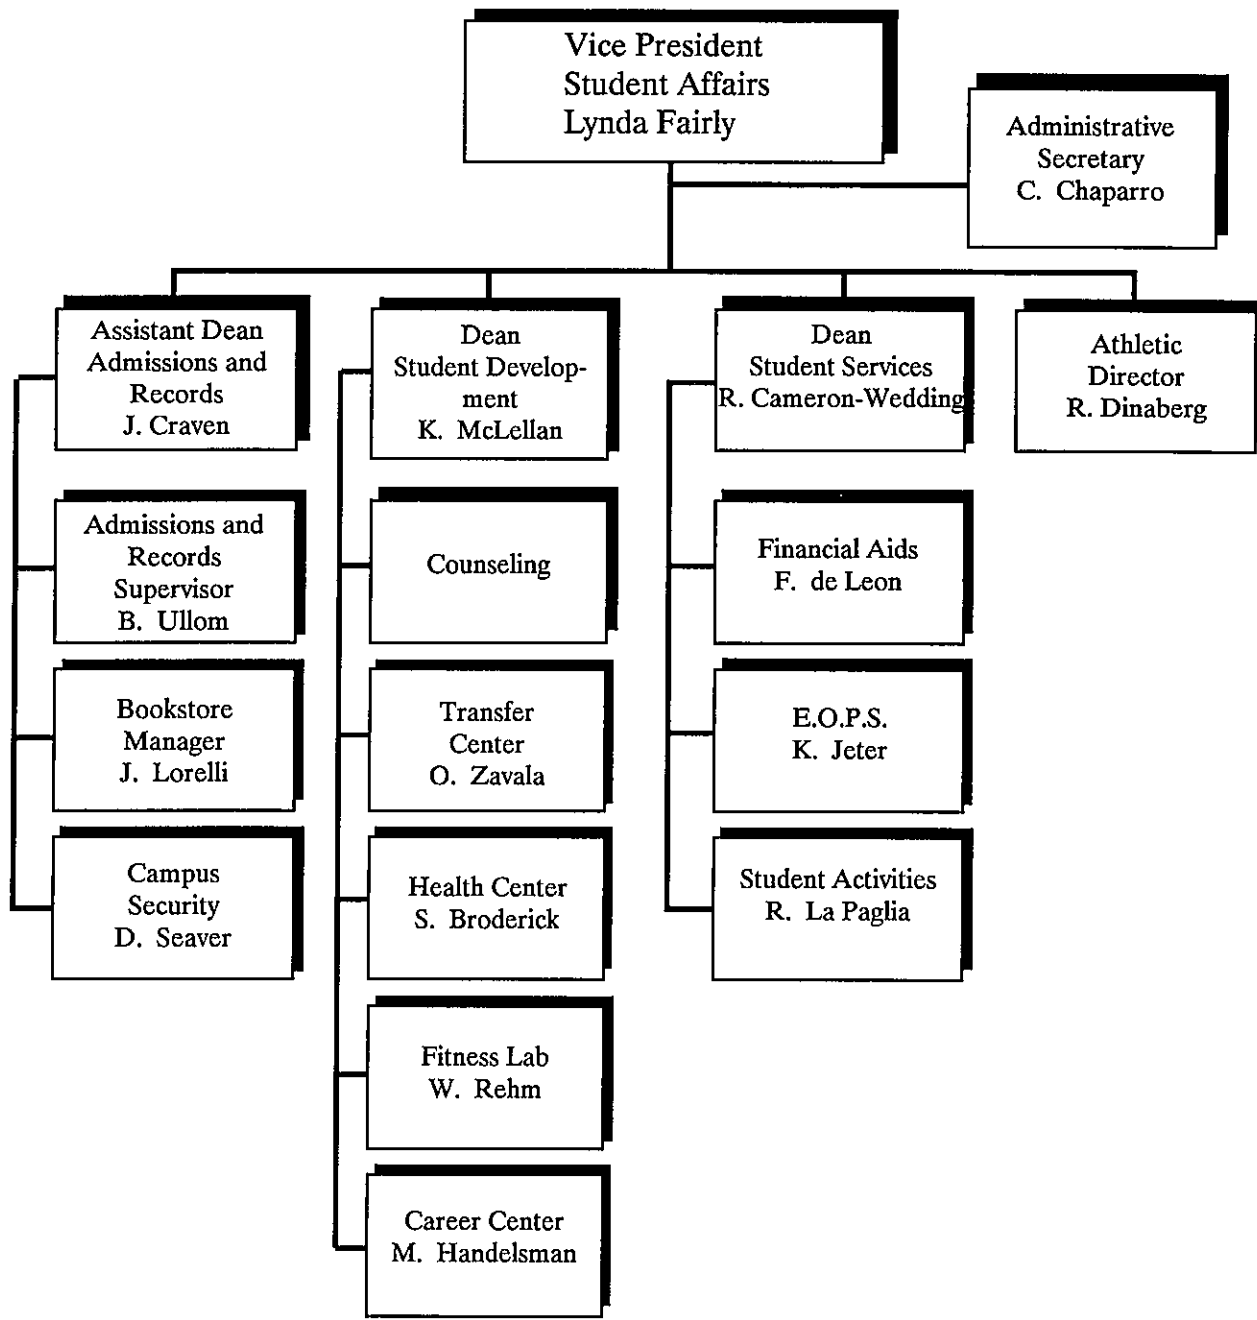 Vice President
Student Affairs
Lynda Fairly
Administrative
Secretary
C. Chaparro
Assistant Dean
Admissions and
Records
J. Craven
Dean
Student Develop-
ment
K. McLellan
Dean
Student Services
R. Cameron-Wedding
Athletic
Director
R. Dinaberg
Admissions and
Records
Supervisor
B. Ullom
Counseling
Financial Aids
F. de Leon
Bookstore
Manager
J. Lorelli
Transfer
Center
O. Zavala
E.O.P.S.
K. Jeter
Campus
Security
D. Seaver
Health Center
S. Broderick
Student Activities
R. La Paglia
Fitness Lab
W. Rehm
Career Center
M. Handelsman